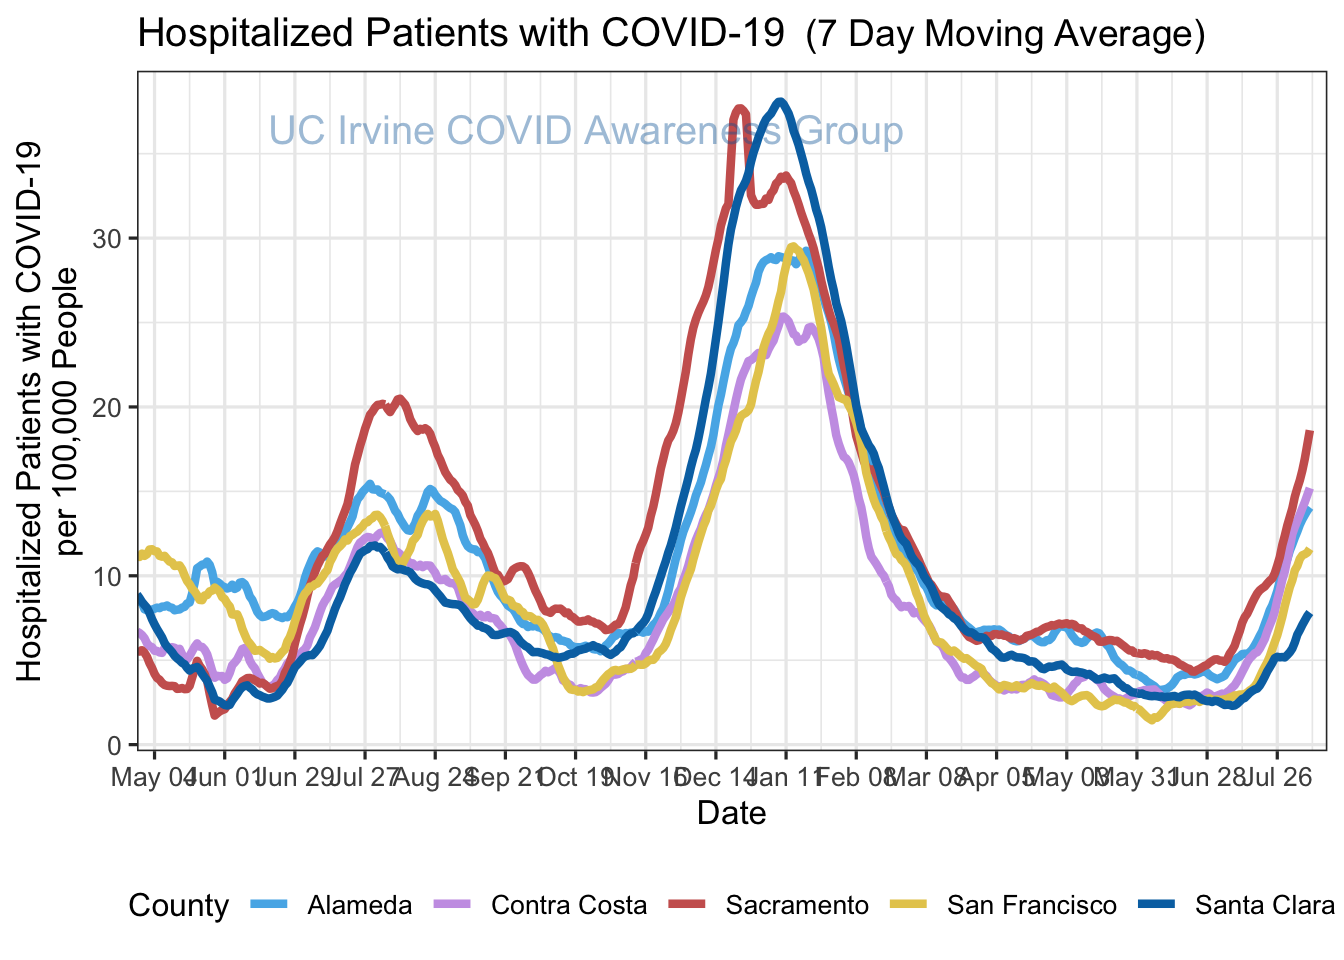 Hospitalized Patients with COVID-19 (7 Day Moving Average)
UC Irvine COVID Awareness Group
Hospitalized Patients with COVID-19
per 100,000 People
30
20
10
0
May 04 Jun 01 Jun 29 Jul 27 Aug 24 Sep 21 Oct 19 Nov 16 Dec 14 Jan 11 Feb 08 Mar 08 Apr 05 May 03 May 31 Jun 28 Jul 26
Date
County Alameda Contra Costa Sacramento San Francisco Santa Clara